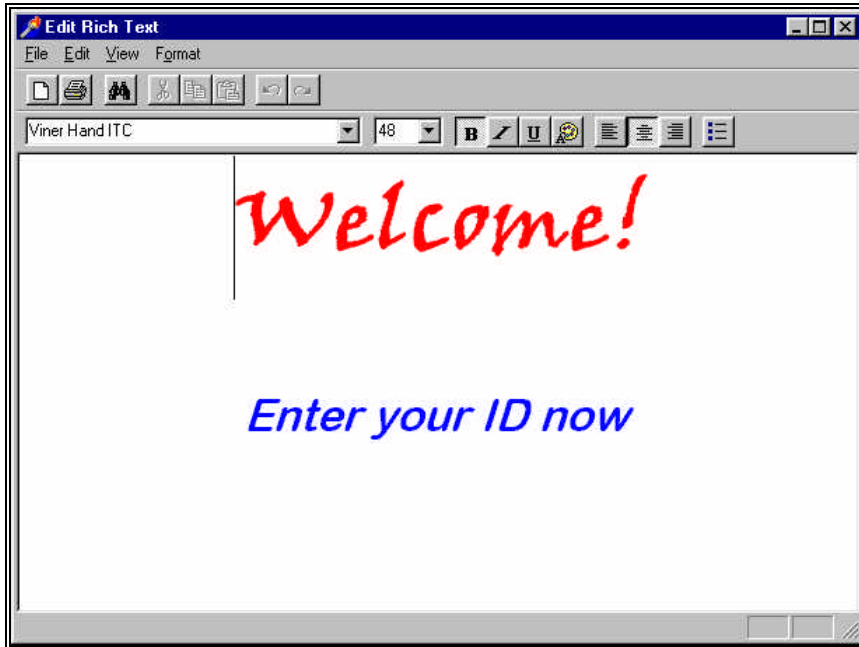 Edit Rich Text
File Edit View Format
Viner Hand ITC 48 B I U A
Welcome!
Enter your ID now